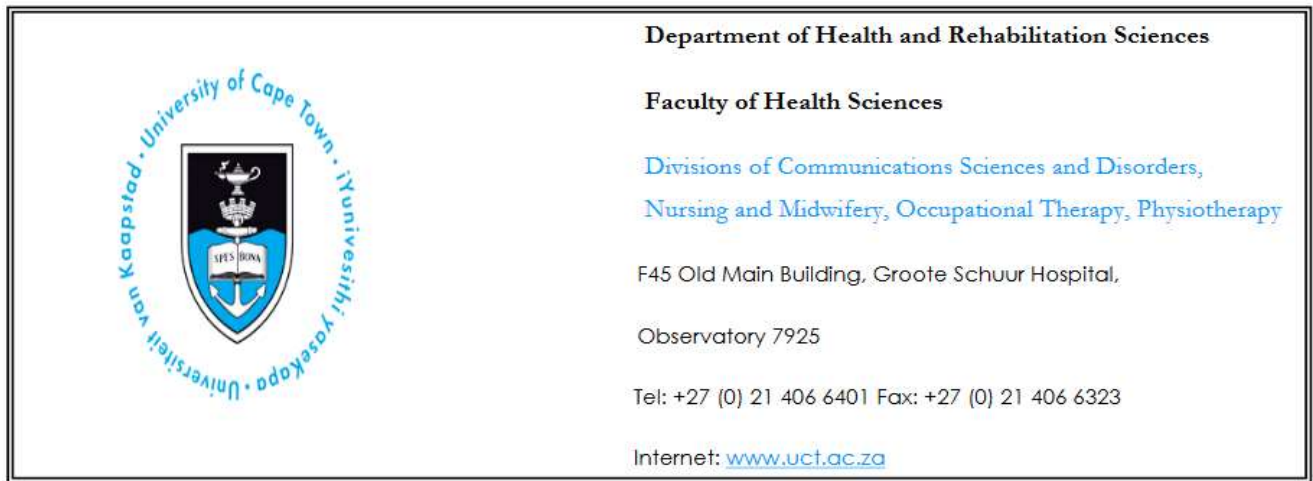 University of Cape Town · iYunivesithi yaseKapa · Universiteit van Kaapstad ·
SPES BONA
Department of Health and Rehabilitation Sciences
Faculty of Health Sciences
Divisions of Communications Sciences and Disorders,
Nursing and Midwifery, Occupational Therapy, Physiotherapy
F45 Old Main Building, Groote Schuur Hospital,
Observatory 7925
Tel: +27 (0) 21 406 6401 Fax: +27 (0) 21 406 6323
Internet: www.uct.ac.za